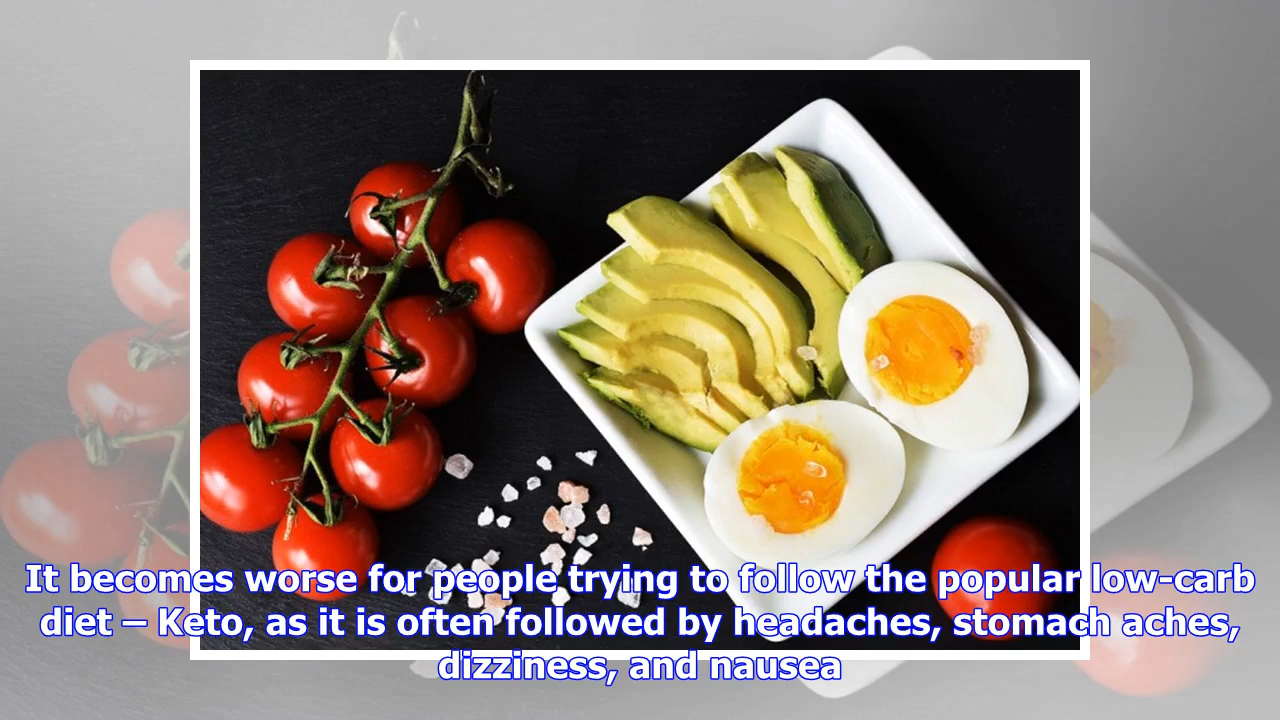 It becomes worse for people trying to follow the popular low-carb
diet – Keto, as it is often followed by headaches, stomach aches,
dizziness, and nausea